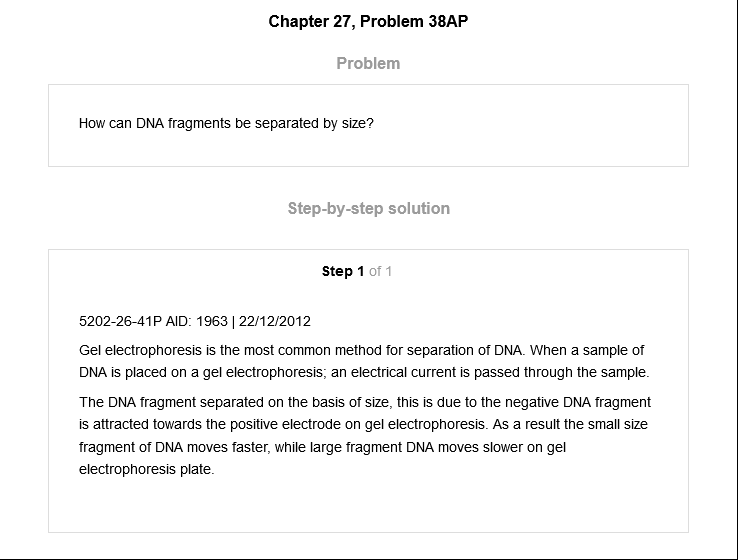 Chapter 27, Problem 38AP
Problem
How can DNA fragments be separated by size?
Step-by-step solution
Step 1 of 1
5202-26-41P AID: 1963 | 22/12/2012
Gel electrophoresis is the most common method for separation of DNA. When a sample of
DNA is placed on a gel electrophoresis; an electrical current is passed through the sample.
The DNA fragment separated on the basis of size, this is due to the negative DNA fragment
is attracted towards the positive electrode on gel electrophoresis. As a result the small size
fragment of DNA moves faster, while large fragment DNA moves slower on gel
electrophoresis plate.